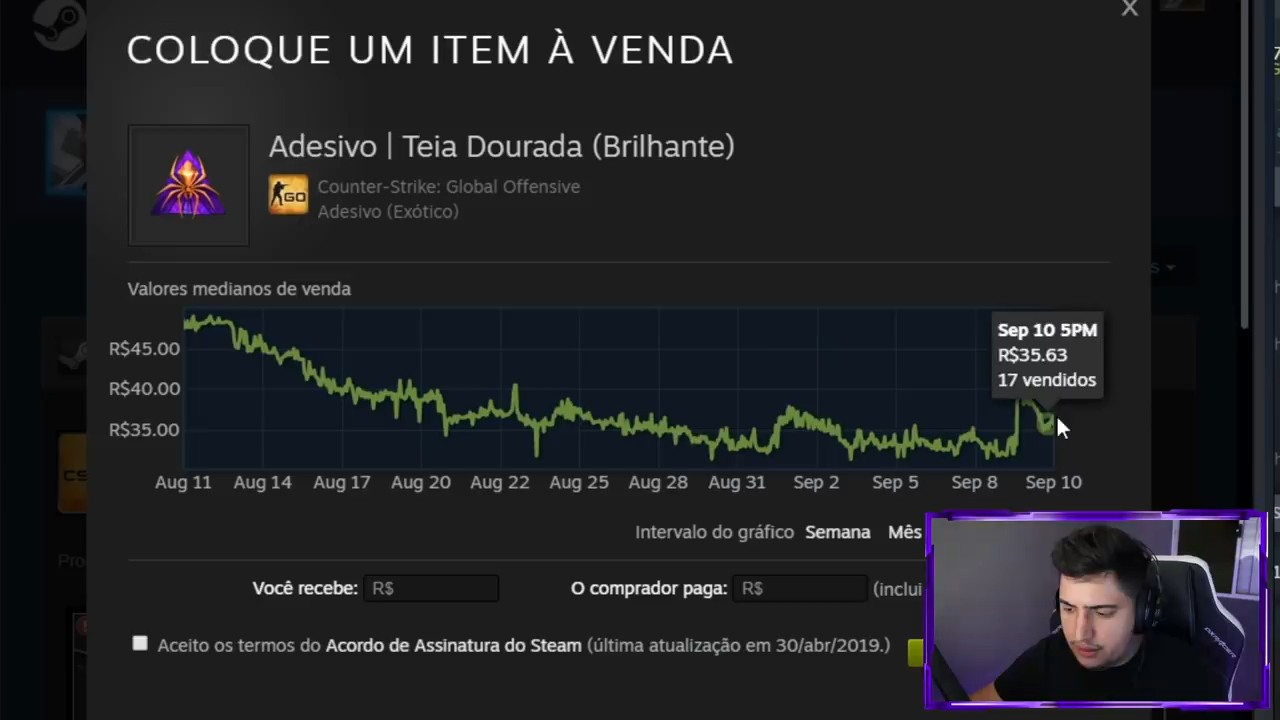 X
COLOQUE UM ITEM À VENDA
Adesivo | Teia Dourada (Brilhante)
GO
Counter-Strike: Global Offensive
Adesivo (Exótico)
Valores medianos de venda
R$45.00
R$40.00
R$35.00
Sep 10 5PM
R$35.63
17 vendidos
Aug 11 Aug 14 Aug 17 Aug 20 Aug 22 Aug 25 Aug 28 Aug 31 Sep 2 Sep 5 Sep 8 Sep 10
Intervalo do gráfico Semana Mês
Você recebe: R$ O comprador paga: R$ (inclui
Aceito os termos do Acordo de Assinatura do Steam (última atualização em 30/abr/2019.)